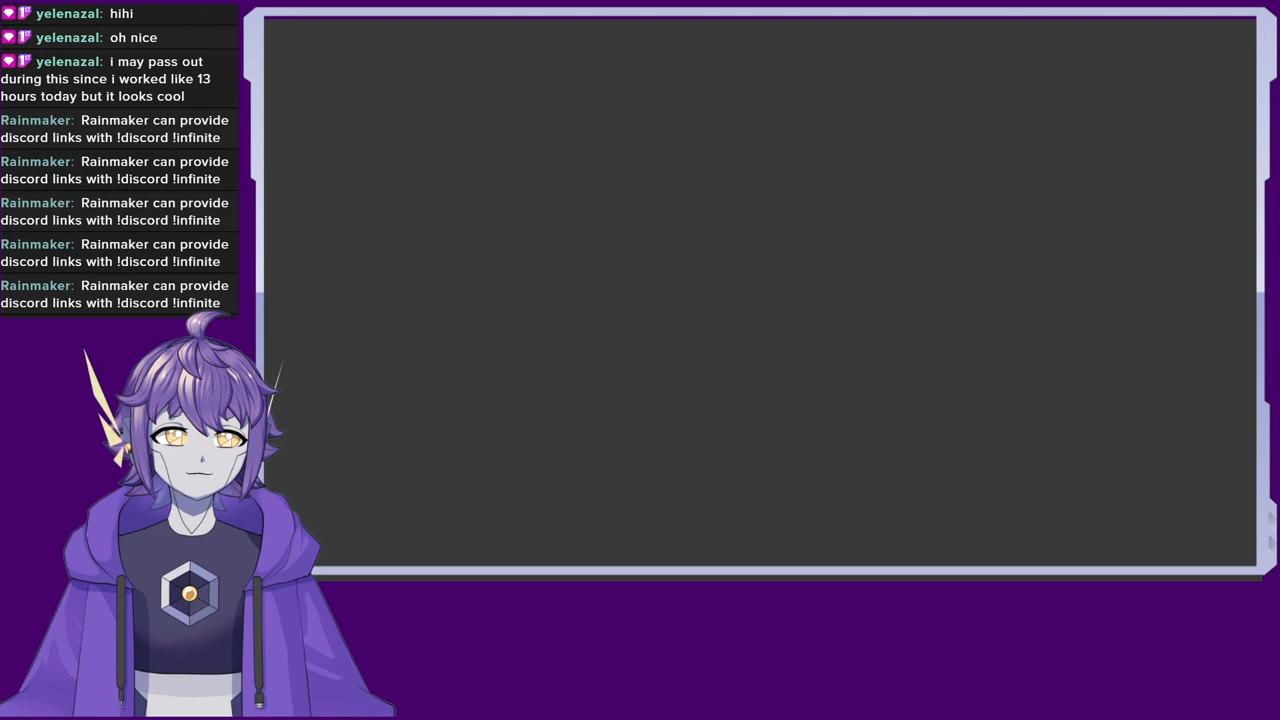 yelenazal: hihi
yelenazal: oh nice
yelenazal: i may pass out
during this since i worked like 13
hours today but it looks cool
Rainmaker: Rainmaker can provide
discord links with !discord !infinite
Rainmaker: Rainmaker can provide
discord links with !discord !infinite
Rainmaker: Rainmaker can provide
discord links with !discord !infinite
Rainmaker: Rainmaker can provide
discord links with !discord !infinite
Rainmaker: Rainmaker can provide
discord links with !discord !infinite